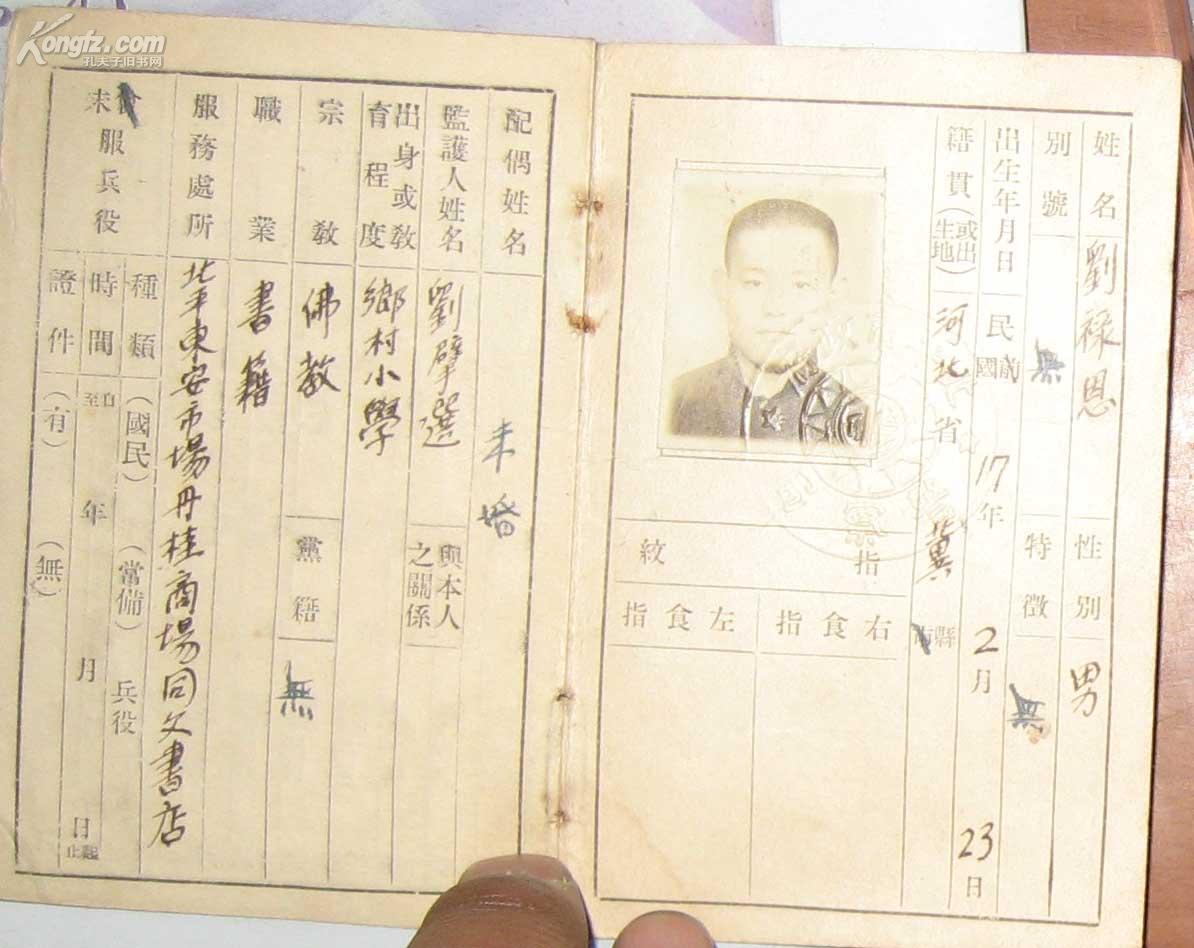 Kongfz.com
孔夫子旧书网
姓名 劉祿恩 性別 男
別號 無 特徵 無
出生年月日 民國前 17年2月23日
籍貫(或出生地) 河北省 冀 縣市
指紋
右食指 左食指
配偶姓名 未婚
監護人姓名 劉擘選 與本人之關係
出身或教育程度 鄉村小學
宗教 佛教 黨籍 無
職業 書籍
服務處所 北平東安市場丹桂商場同文書店
未服兵役 種類 (國民) (當備) 兵役
時間 自至 年 月 日 起止
證件 (有) (無)